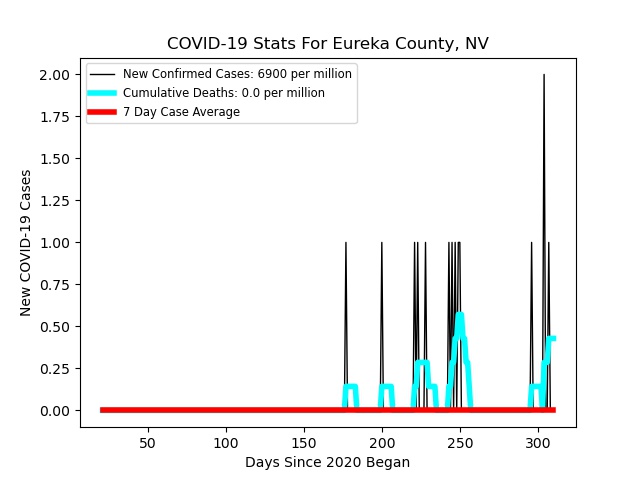 COVID-19 Stats For Eureka County, NV
New Confirmed Cases: 6900 per million
Cumulative Deaths: 0.0 per million
7 Day Case Average
New COVID-19 Cases
2.00
1.75
1.50
1.25
1.00
0.75
0.50
0.25
0.00
50 100 150 200 250 300
Days Since 2020 Began